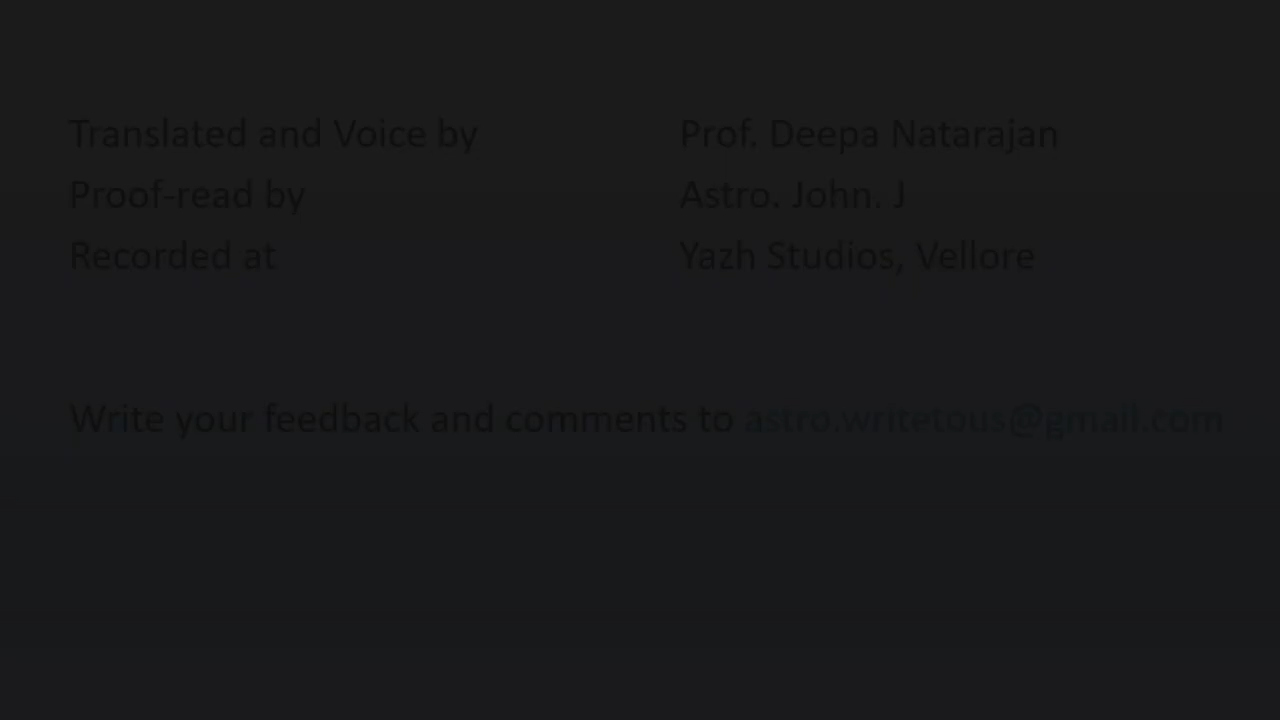 Translated and Voice by Prof. Deepa Natarajan
Proof-read by Astro. John. J
Recorded at Yazh Studios, Vellore
Write your feedback and comments to astro.writetous@gmail.com